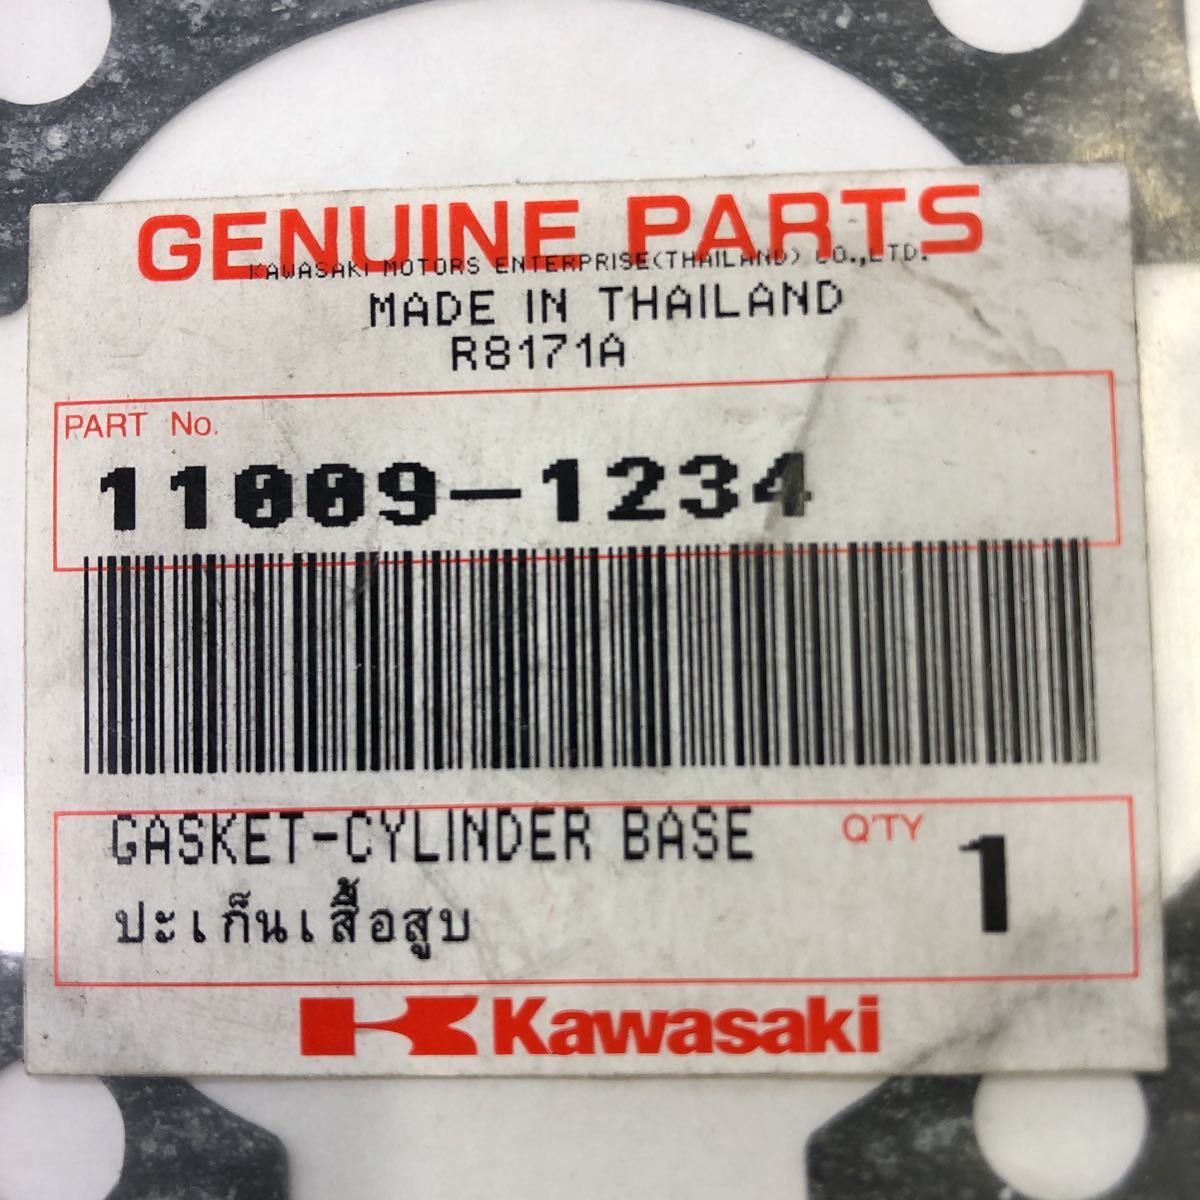 GENUINE PARTS
KAWASAKI MOTORS ENTERPRISE(THAILAND) CO.,LTD.
MADE IN THAILAND
R8171A
PART No.
11009-1234
GASKET-CYLINDER BASE
Q'TY 1
ปะเก็นเสื้อสูบ
Kawasaki